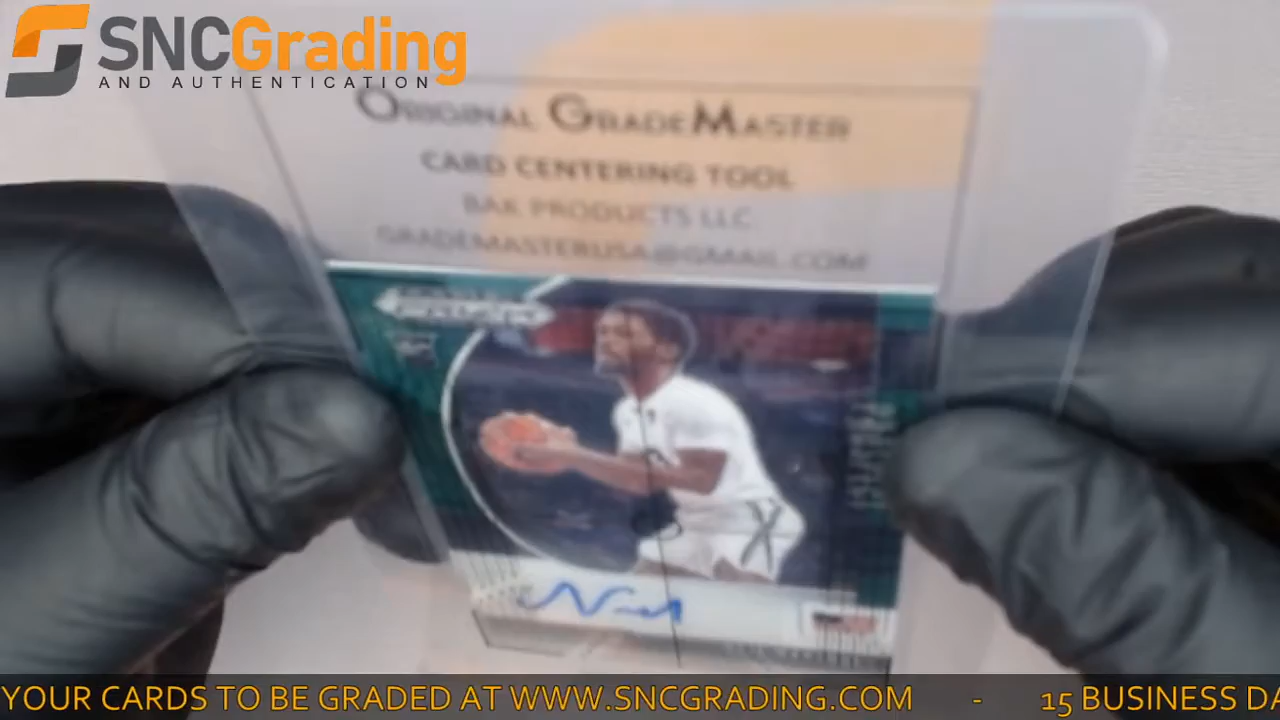 SNCGrading
AND AUTHENTICATION
ORIGINAL GRADEMASTER
CARD CENTERING TOOL
BAK PRODUCTS LLC.
GRADEMASTERUSA@GMAIL.COM
YOUR CARDS TO BE GRADED AT WWW.SNCGRADING.COM - 15 BUSINESS DA